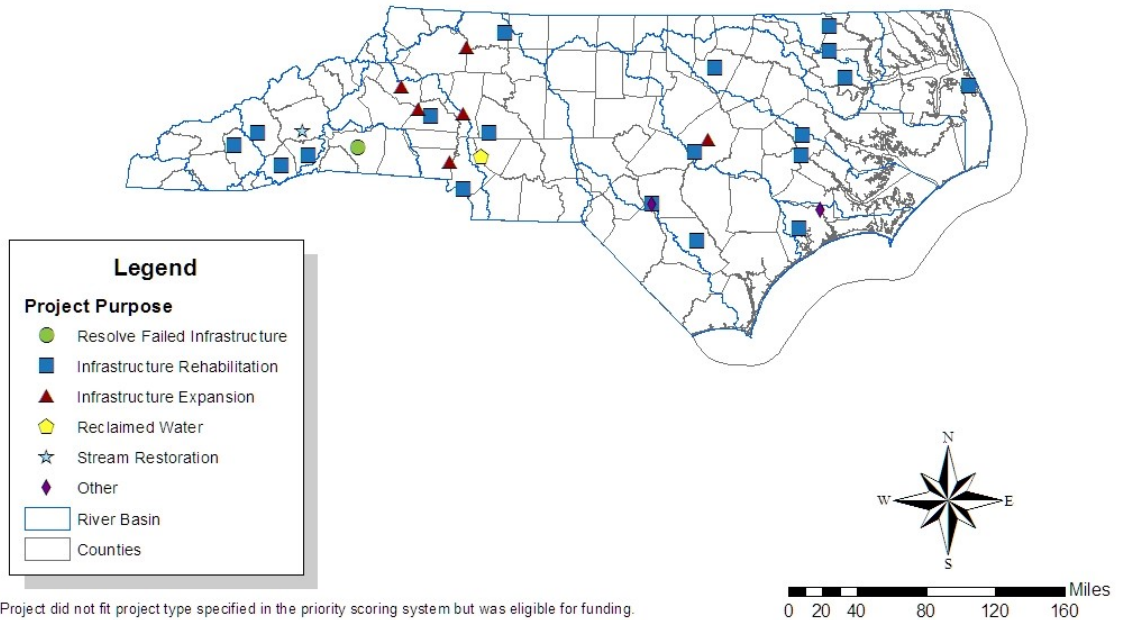 Legend
Project Purpose
Resolve Failed Infrastructure
Infrastructure Rehabilitation
Infrastructure Expansion
Reclaimed Water
Stream Restoration
Other
River Basin
Counties
N
W E
S
Miles
0 20 40 80 120 160
Project did not fit project type specified in the priority scoring system but was eligible for funding.